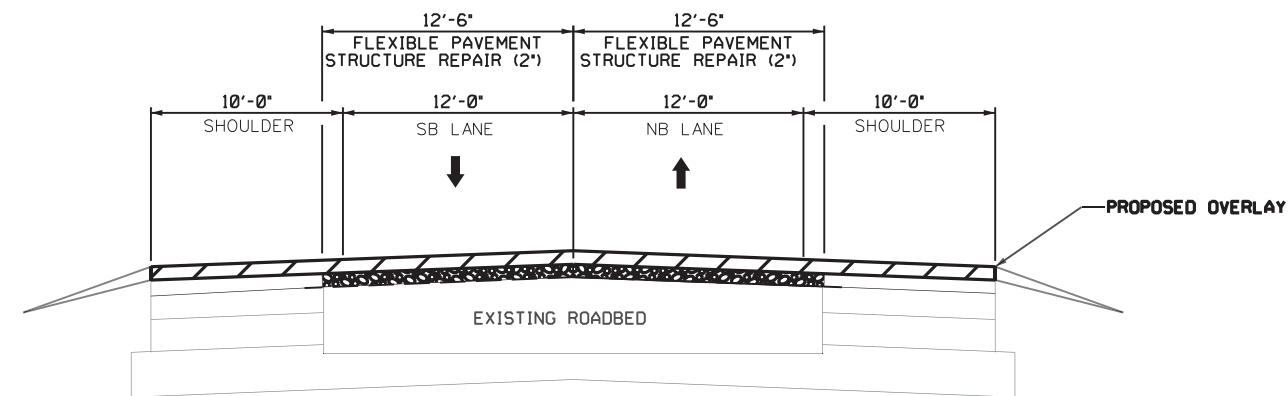 12'-6"
12'-6"
FLEXIBLE PAVEMENT
STRUCTURE REPAIR (2")
FLEXIBLE PAVEMENT
STRUCTURE REPAIR (2")
10'-0"
12'-0"
12'-0"
10'-0"
SHOULDER
SB LANE
NB LANE
SHOULDER
PROPOSED OVERLAY
EXISTING ROADBED